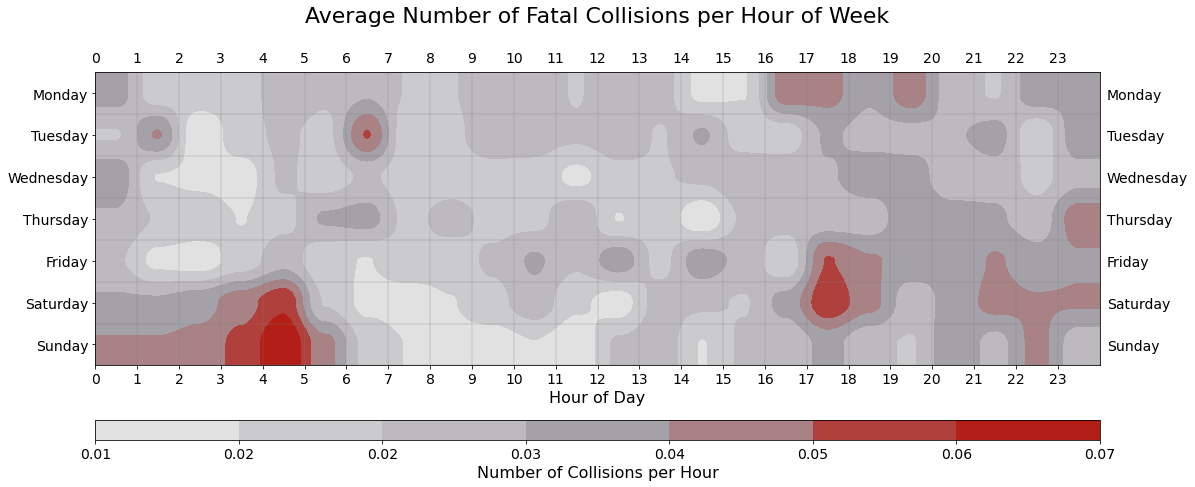 Average Number of Fatal Collisions per Hour of Week
0 1 2 3 4 5 6 7 8 9 10 11 12 13 14 15 16 17 18 19 20 21 22 23
Monday Monday
Tuesday Tuesday
Wednesday Wednesday
Thursday Thursday
Friday Friday
Saturday Saturday
Sunday Sunday
0 1 2 3 4 5 6 7 8 9 10 11 12 13 14 15 16 17 18 19 20 21 22 23
Hour of Day
0.01 0.02 0.02 0.03 0.04 0.05 0.06 0.07
Number of Collisions per Hour